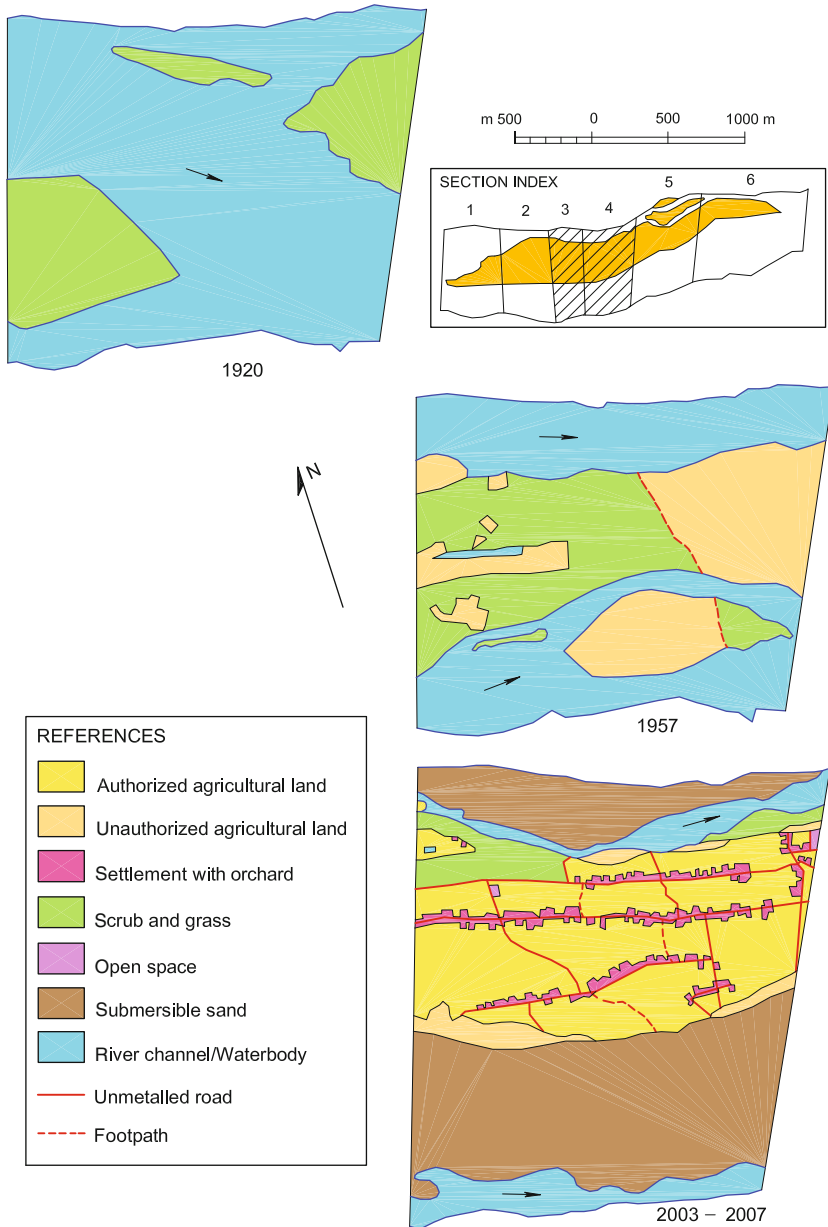 1920
m 500 0 500 1000 m
SECTION INDEX
1 2 3 4 5 6
N
1957
REFERENCES
Authorized agricultural land
Unauthorized agricultural land
Settlement with orchard
Scrub and grass
Open space
Submersible sand
River channel/Waterbody
Unmetalled road
Footpath
2003 – 2007